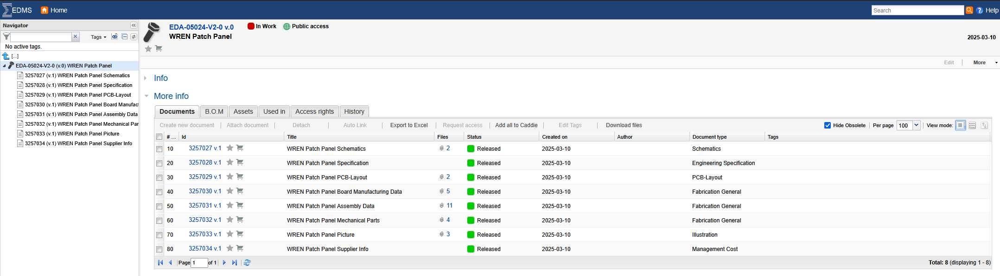 EDMS Home Search Help
Navigator
Tags
No active tags.
[...]
EDA-05024-V2-0 (v.0) WREN Patch Panel
3257027 (v.1) WREN Patch Panel Schematics
3257028 (v.1) WREN Patch Panel Specification
3257029 (v.1) WREN Patch Panel PCB-Layout
3257030 (v.1) WREN Patch Panel Board Manufac
3257031 (v.1) WREN Patch Panel Assembly Data
3257032 (v.1) WREN Patch Panel Mechanical Par
3257033 (v.1) WREN Patch Panel Picture
3257034 (v.1) WREN Patch Panel Supplier Info
EDA-05024-V2-0 v.0 In Work Public access
WREN Patch Panel
2025-03-10
Edit More
Info
More info
Documents B.O.M Assets Used in Access rights History
Create new document Attach document Detach Auto Link Export to Excel Request access Add all to Caddie Edit Tags Download files Hide Obsolete Per page 100 View mode:
# ... Id Title Files Status Created on Author Document type Tags
10 3257027 v.1 WREN Patch Panel Schematics 2 Released 2025-03-10 Schematics
20 3257028 v.1 WREN Patch Panel Specification Released 2025-03-10 Engineering Specification
30 3257029 v.1 WREN Patch Panel PCB-Layout 2 Released 2025-03-10 PCB-Layout
40 3257030 v.1 WREN Patch Panel Board Manufacturing Data 5 Released 2025-03-10 Fabrication General
50 3257031 v.1 WREN Patch Panel Assembly Data 11 Released 2025-03-10 Fabrication General
60 3257032 v.1 WREN Patch Panel Mechanical Parts 4 Released 2025-03-10 Fabrication General
70 3257033 v.1 WREN Patch Panel Picture 3 Released 2025-03-10 Illustration
80 3257034 v.1 WREN Patch Panel Supplier Info Released 2025-03-10 Management Cost
Page 1 of 1 Total: 8 (displaying 1 - 8)